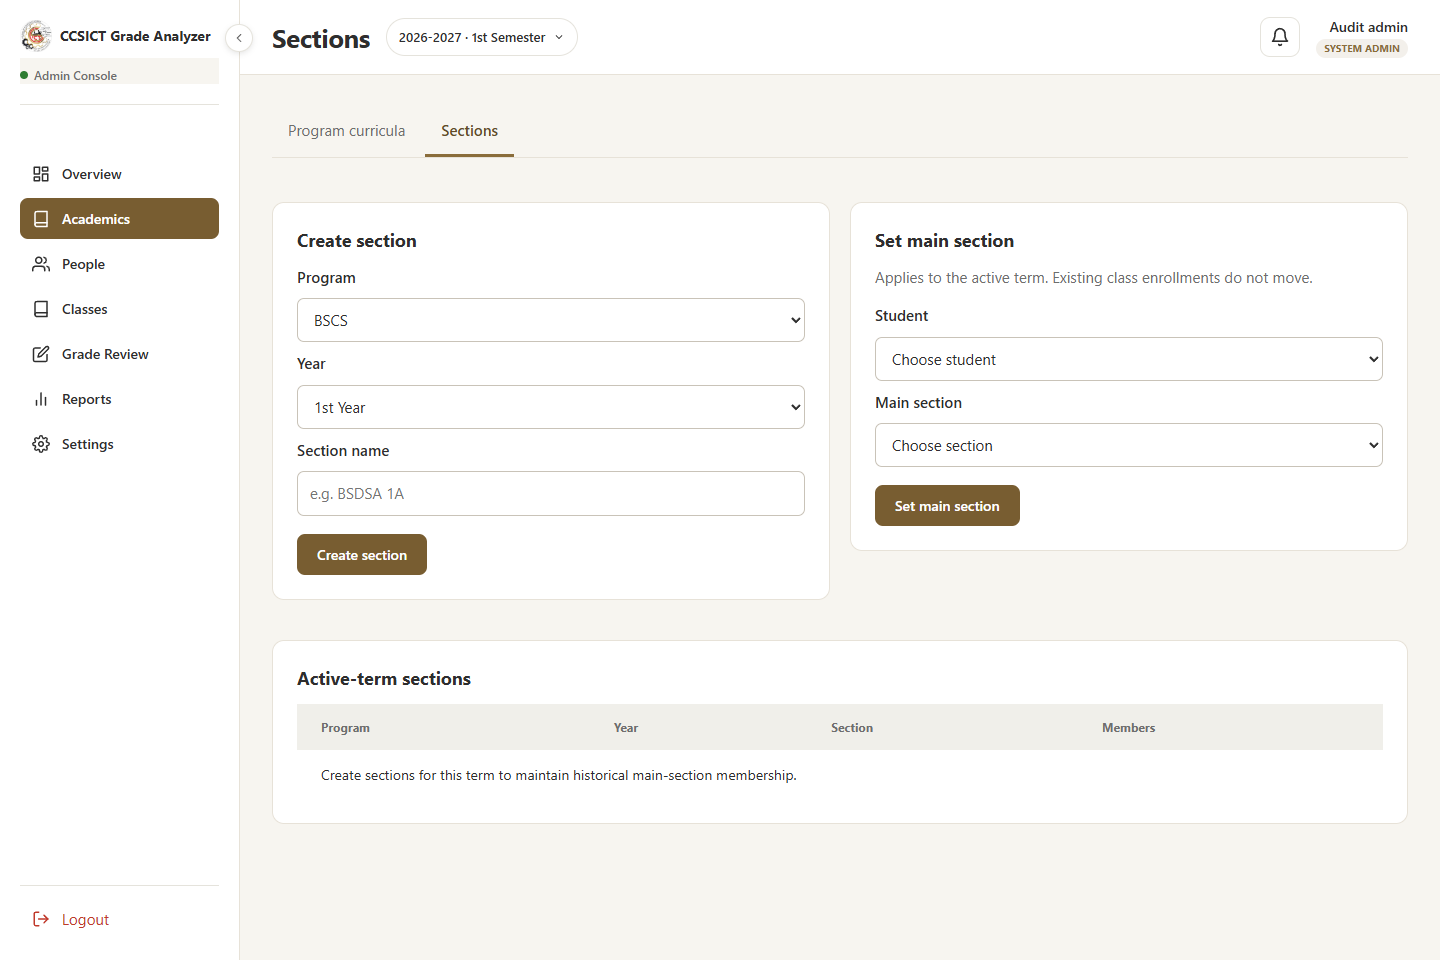 CCSICT Grade Analyzer
Admin Console
Overview
Academics
People
Classes
Grade Review
Reports
Settings
Logout
Sections
2026-2027 · 1st Semester
Audit admin
SYSTEM ADMIN
Program curricula
Sections
Create section
Program
BSCS
Year
1st Year
Section name
e.g. BSDSA 1A
Create section
Set main section
Applies to the active term. Existing class enrollments do not move.
Student
Choose student
Main section
Choose section
Set main section
Active-term sections
Program Year Section Members
Create sections for this term to maintain historical main-section membership.